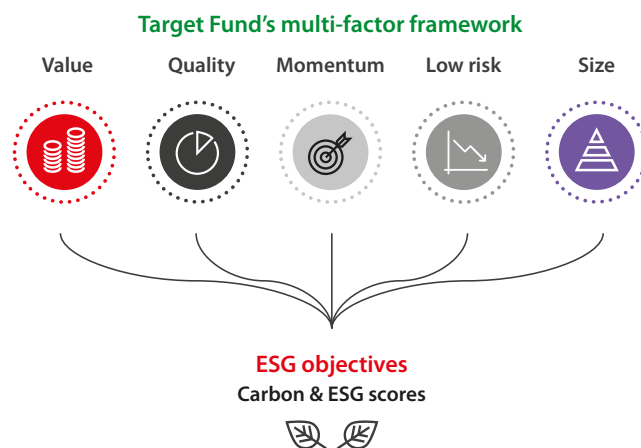 Target Fund's multi-factor framework
Value Quality Momentum Low risk Size
ESG objectives
Carbon & ESG scores